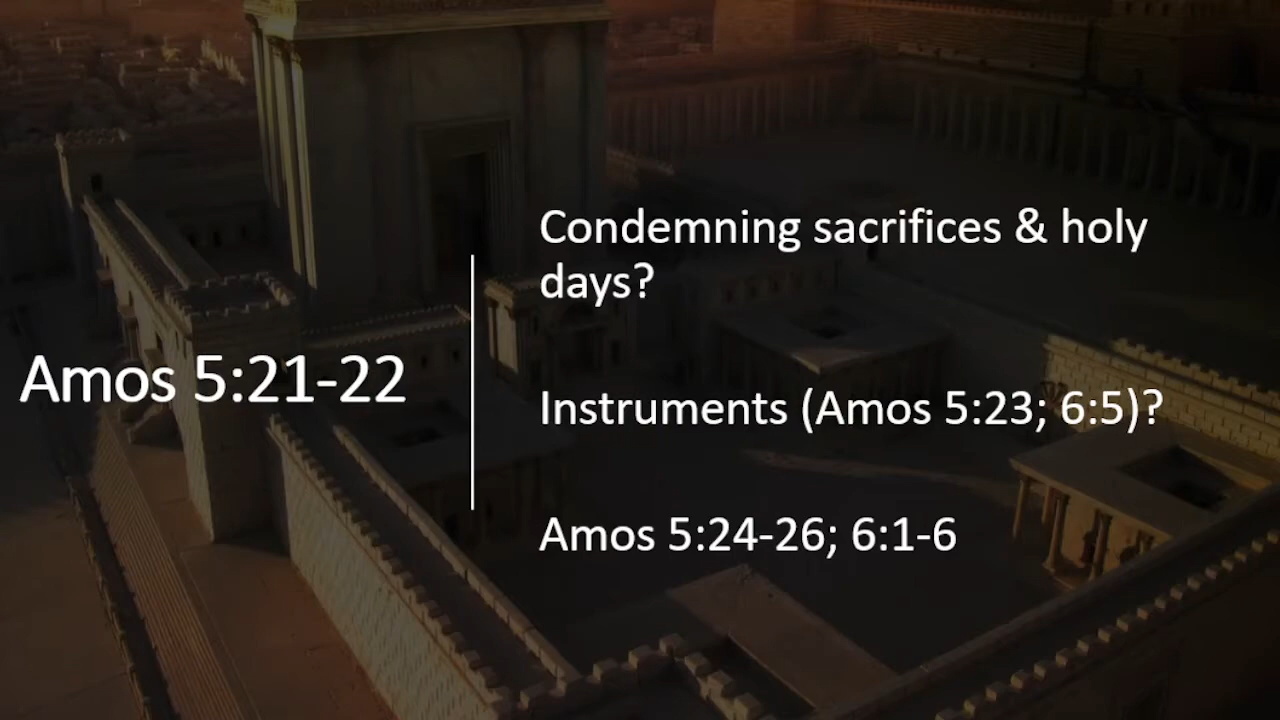 Amos 5:21-22
Condemning sacrifices & holy
days?
Instruments (Amos 5:23; 6:5)?
Amos 5:24-26; 6:1-6